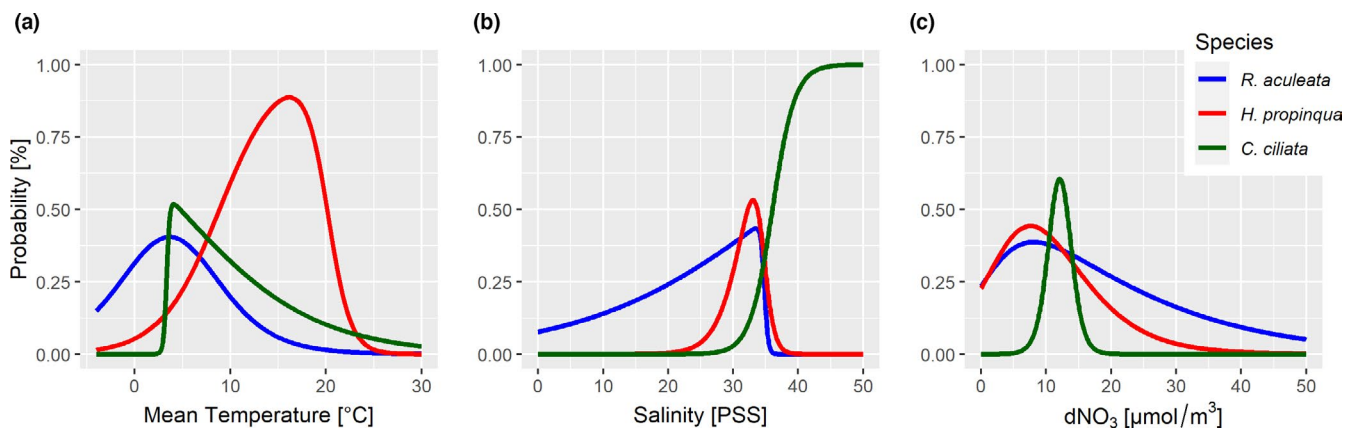 (a)
(b)
(c)
Probability [%]
1.00
0.75
0.50
0.25
0.00
0
10
20
30
Mean Temperature [°C]
1.00
0.75
0.50
0.25
0.00
0
10
20
30
40
50
Salinity [PSS]
1.00
0.75
0.50
0.25
0.00
0
10
20
30
40
50
dNO₃ [µmol/m³]
Species
R. aculeata
H. propinqua
C. ciliata